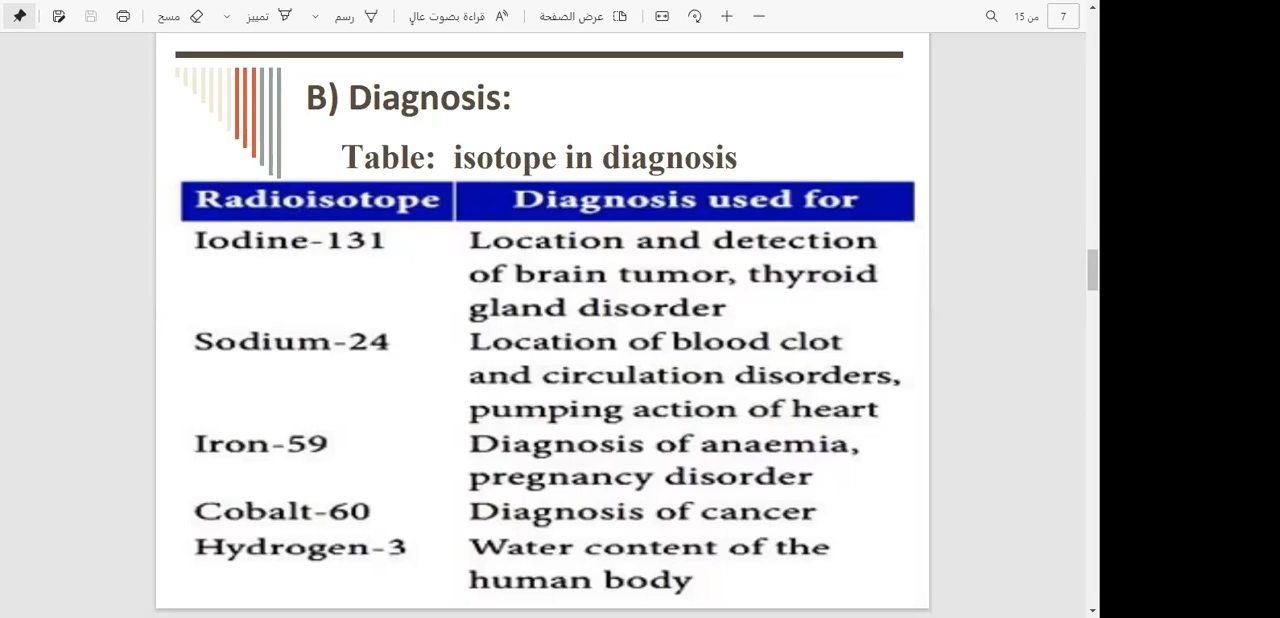 مسح
تمييز
رسم
قراءة بصوت عالٍ
عرض الصفحة
من 15
7
B) Diagnosis:
Table: isotope in diagnosis
Radioisotope Diagnosis used for
Iodine-131 Location and detection
of brain tumor, thyroid
gland disorder
Sodium-24 Location of blood clot
and circulation disorders,
pumping action of heart
Iron-59 Diagnosis of anaemia,
pregnancy disorder
Cobalt-60 Diagnosis of cancer
Hydrogen-3 Water content of the
human body